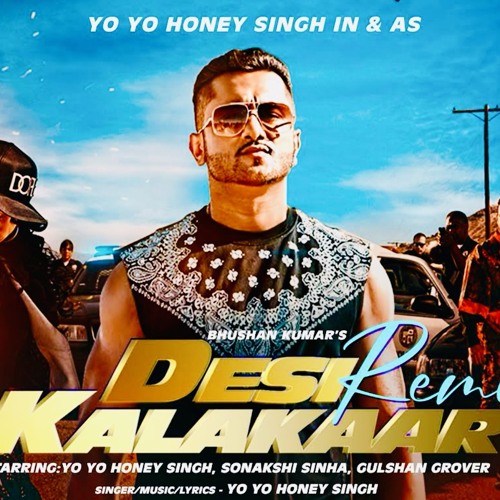 YO YO HONEY SINGH IN & AS
BHUSHAN KUMAR'S
DESI
KALAKAAR
TARRING:YO YO HONEY SINGH, SONAKSHI SINHA, GULSHAN GROVER
SINGER/MUSIC/LYRICS - YO YO HONEY SINGH